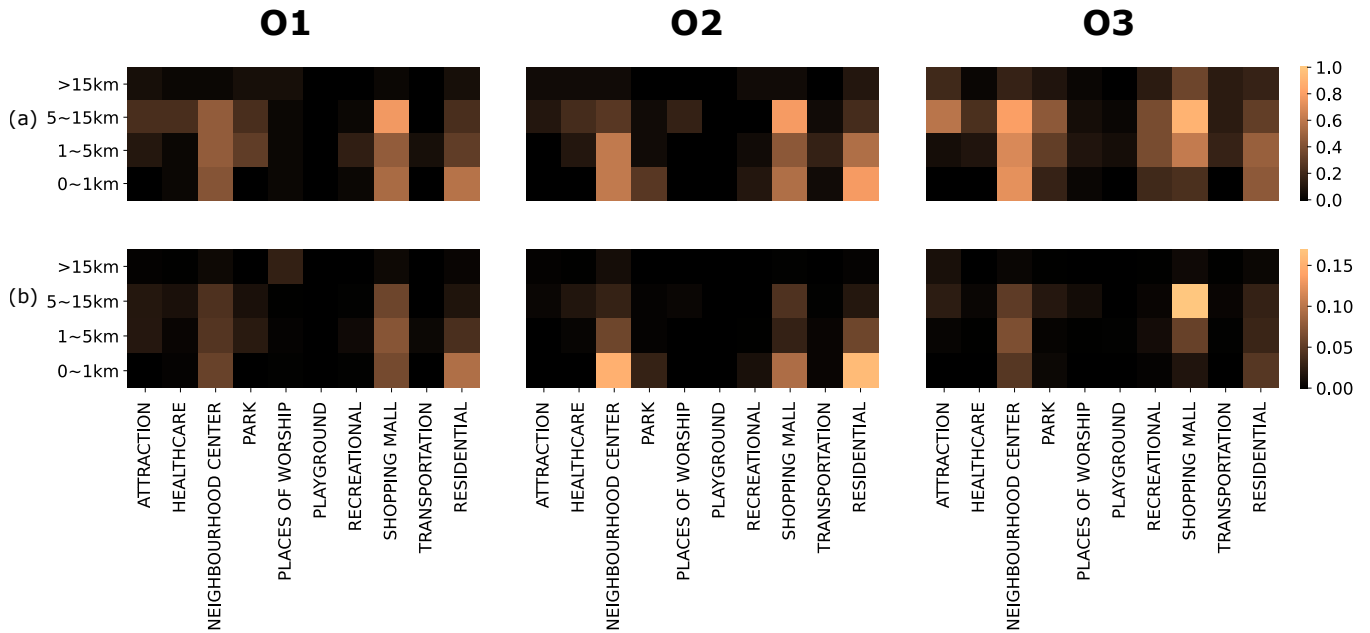 O1 O2 O3
(a)
>15km
5~15km
1~5km
0~1km
1.0
0.8
0.6
0.4
0.2
0.0
(b)
>15km
5~15km
1~5km
0~1km
0.15
0.10
0.05
0.00
ATTRACTION
HEALTHCARE
NEIGHBOURHOOD CENTER
PARK
PLACES OF WORSHIP
PLAYGROUND
RECREATIONAL
SHOPPING MALL
TRANSPORTATION
RESIDENTIAL
ATTRACTION
HEALTHCARE
NEIGHBOURHOOD CENTER
PARK
PLACES OF WORSHIP
PLAYGROUND
RECREATIONAL
SHOPPING MALL
TRANSPORTATION
RESIDENTIAL
ATTRACTION
HEALTHCARE
NEIGHBOURHOOD CENTER
PARK
PLACES OF WORSHIP
PLAYGROUND
RECREATIONAL
SHOPPING MALL
TRANSPORTATION
RESIDENTIAL